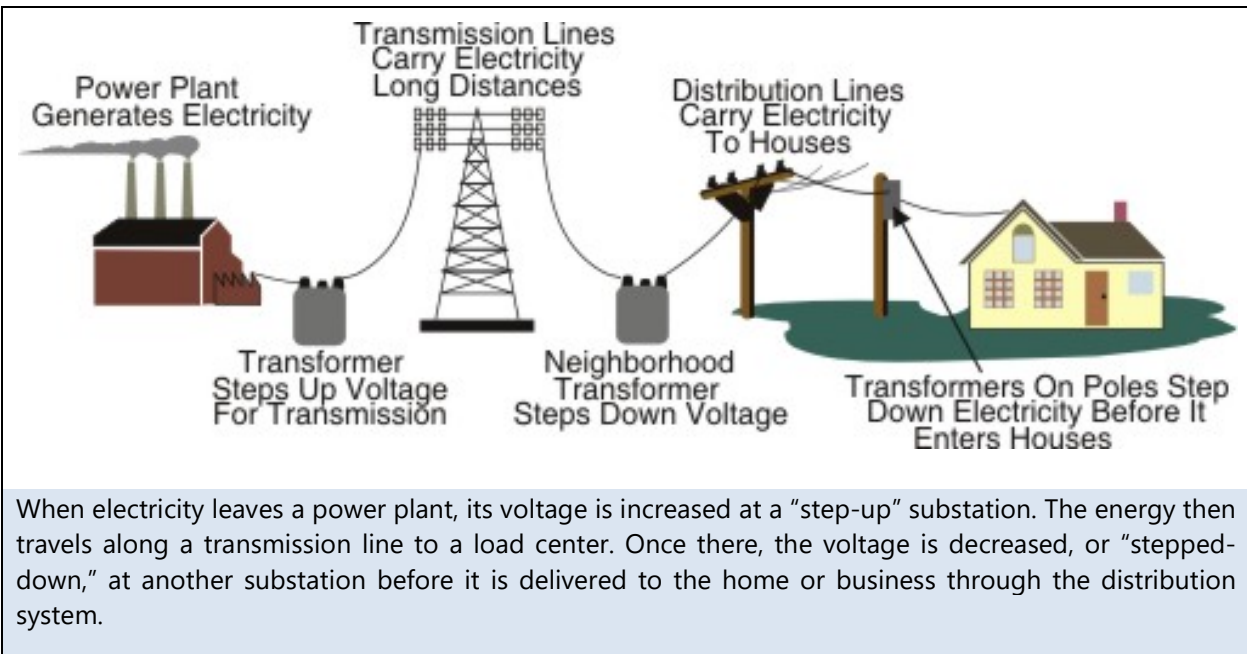 Transmission Lines
Carry Electricity
Long Distances
Power Plant
Generates Electricity
Distribution Lines
Carry Electricity
To Houses
Transformer
Steps Up Voltage
For Transmission
Neighborhood
Transformer
Steps Down Voltage
Transformers On Poles Step
Down Electricity Before It
Enters Houses
When electricity leaves a power plant, its voltage is increased at a “step-up” substation. The energy then
travels along a transmission line to a load center. Once there, the voltage is decreased, or “stepped-
down,” at another substation before it is delivered to the home or business through the distribution
system.